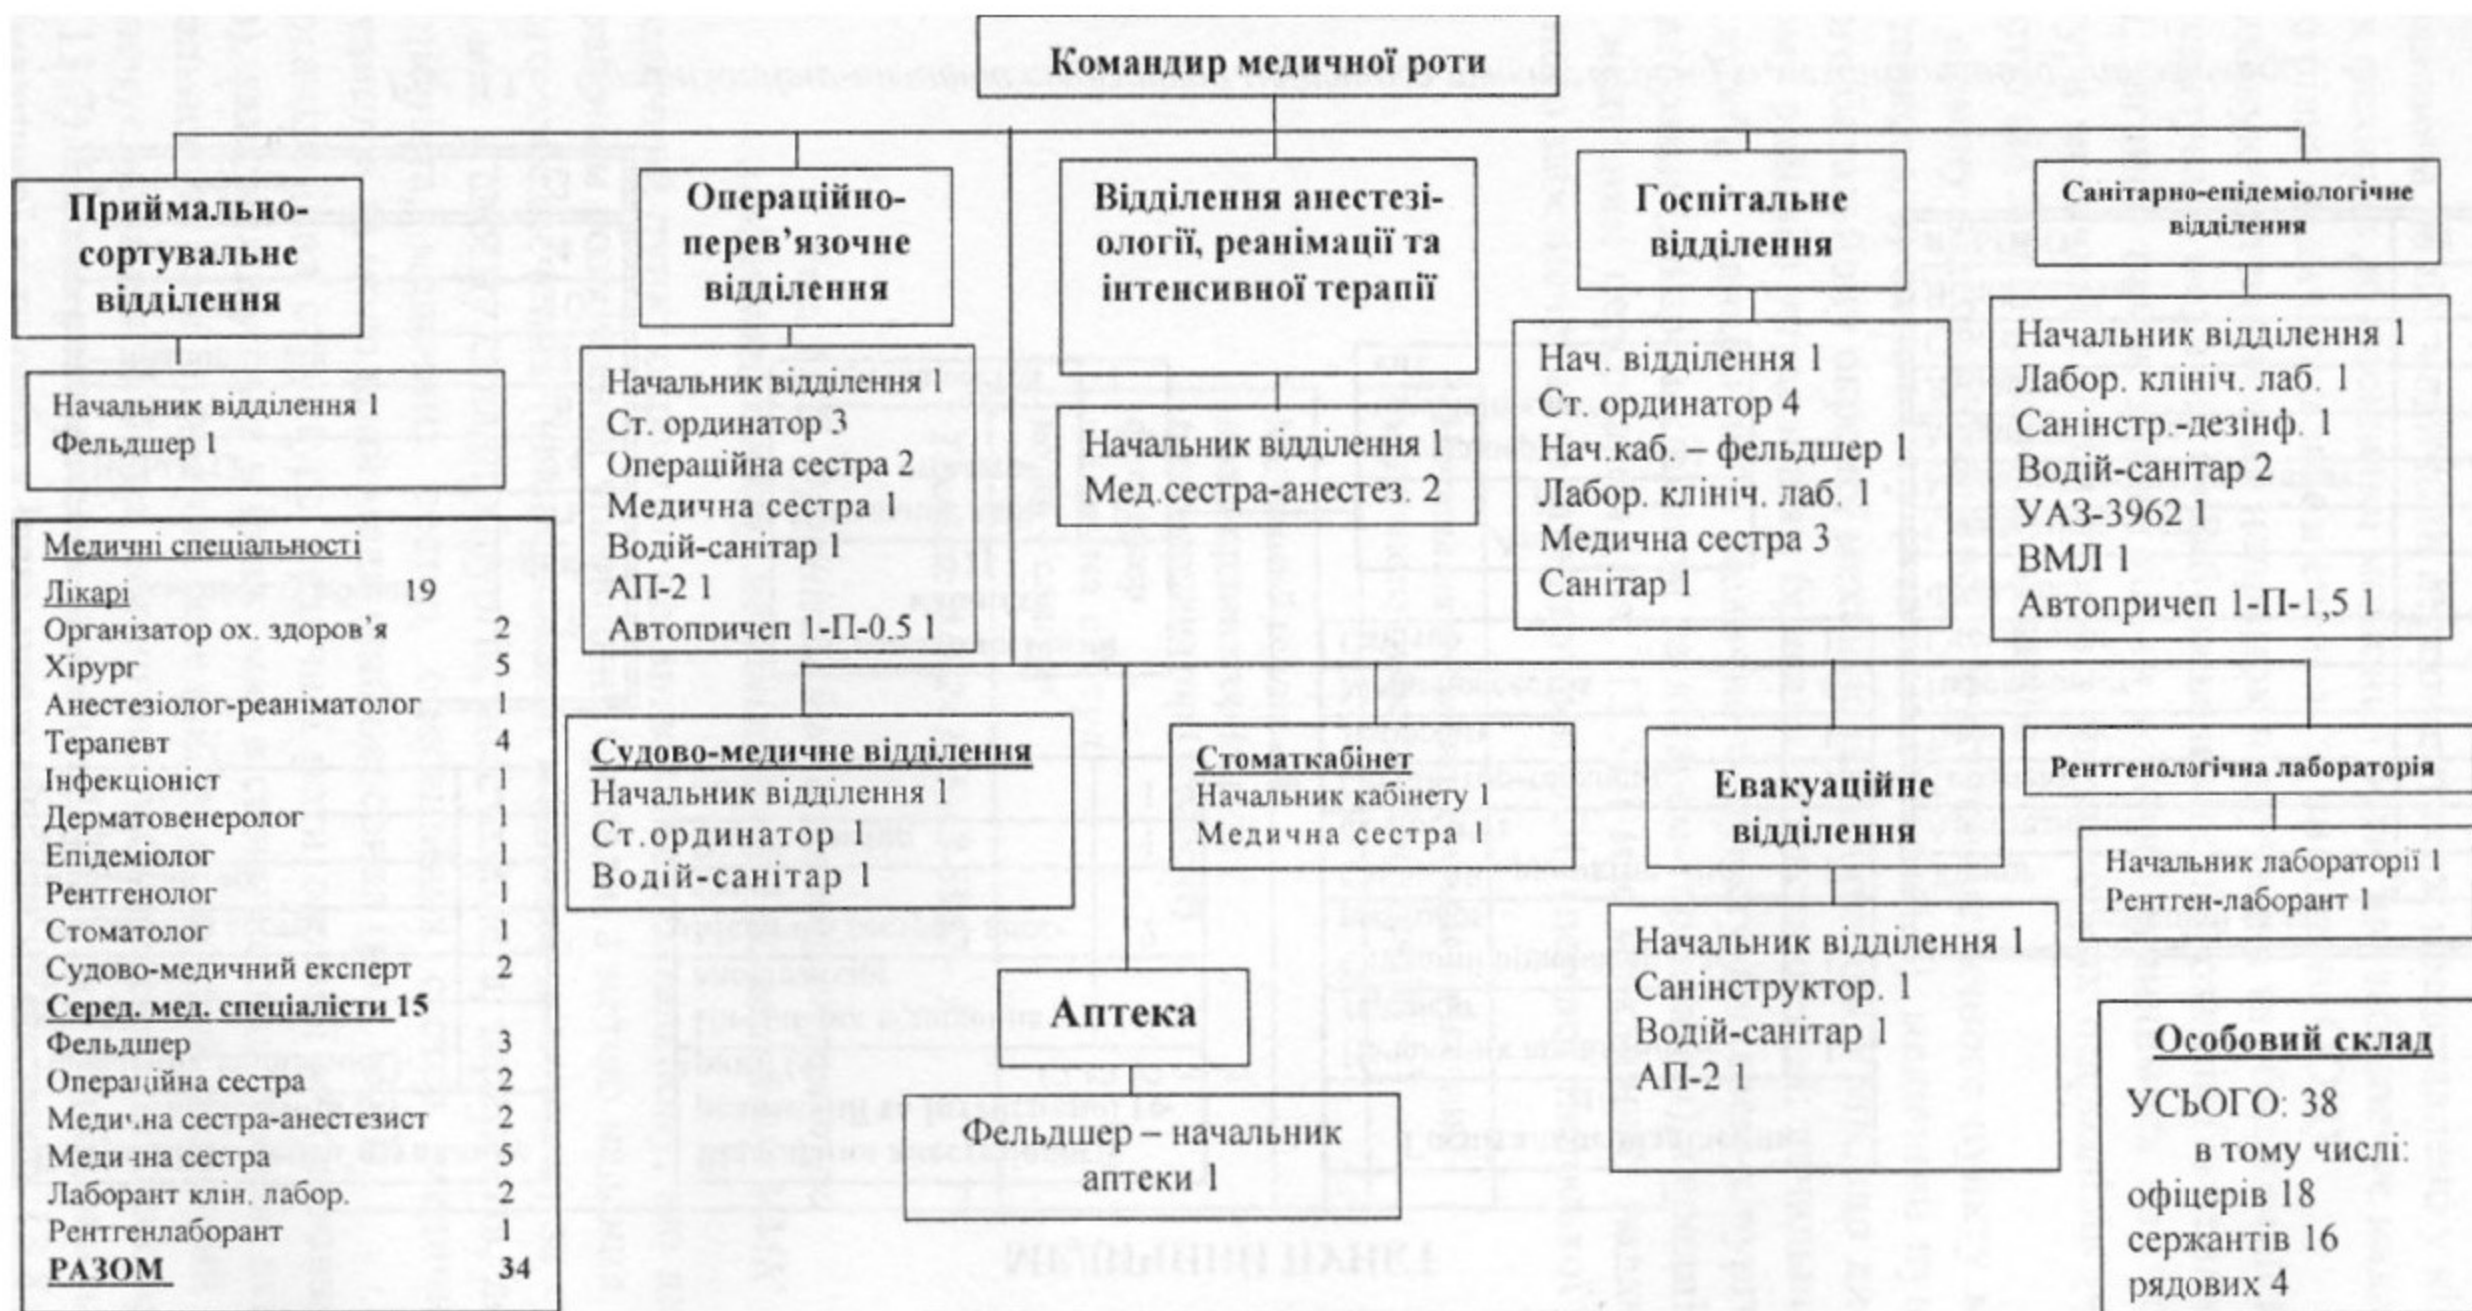 Командир медичної роти
Приймально-
сортувальне
відділення
Начальник відділення 1
Фельдшер 1
Операційно-
перев’язочне
відділення
Начальник відділення
Ст. ординатор 3
Операційна сестра 2
Медична сестра 1
Водій-санітар 1
АП-2 1
Автопричеп 1-П-0.5 1
Відділення анестезі-
ології, реанімації та
інтенсивної терапії
Начальник відділення 1
Мед.сестра-анестез. 2
Госпітальне
відділення
Нач. відділення 1
Ст. ординатор 4
Нач.каб. – фельдшер 1
Лабор. клініч. лаб. 1
Медична сестра 3
Санітар 1
Санітарно-епідеміологічне
відділення
Начальник відділення 1
Лабор. клініч. лаб. 1
Санінстр.-дезінф. 1
Водій-санітар 2
УАЗ-3962 1
ВМЛ 1
Автопричеп 1-П-1,5 1
Медичні спеціальності
Лікарі 19
Організатор ох. здоров’я 2
Хірург 5
Анестезіолог-реаніматолог 1
Терапевт 4
Інфекціоніст 1
Дерматовенеролог 1
Епідеміолог 1
Рентгенолог 1
Стоматолог 1
Судово-медичний експерт 2
Серед. мед. спеціалісти 15
Фельдшер 3
Операційна сестра 2
Медична сестра-анестезист 2
Медична сестра 5
Лаборант клін. лабор. 2
Рентгенлаборант 1
РАЗОМ 34
Судово-медичне відділення
Начальник відділення 1
Ст.ординатор 1
Водій-санітар 1
Аптека
Фельдшер – начальник
аптеки 1
Стоматкабінет
Начальник кабінету 1
Медична сестра 1
Евакуаційне
відділення
Начальник відділення 1
Санінструктор. 1
Водій-санітар 1
АП-2 1
Рентгенологічна лабораторія
Начальник лабораторії 1
Рентген-лаборант 1
Особовий склад
УСЬОГО: 38
в тому числі:
офіцерів 18
сержантів 16
рядових 4